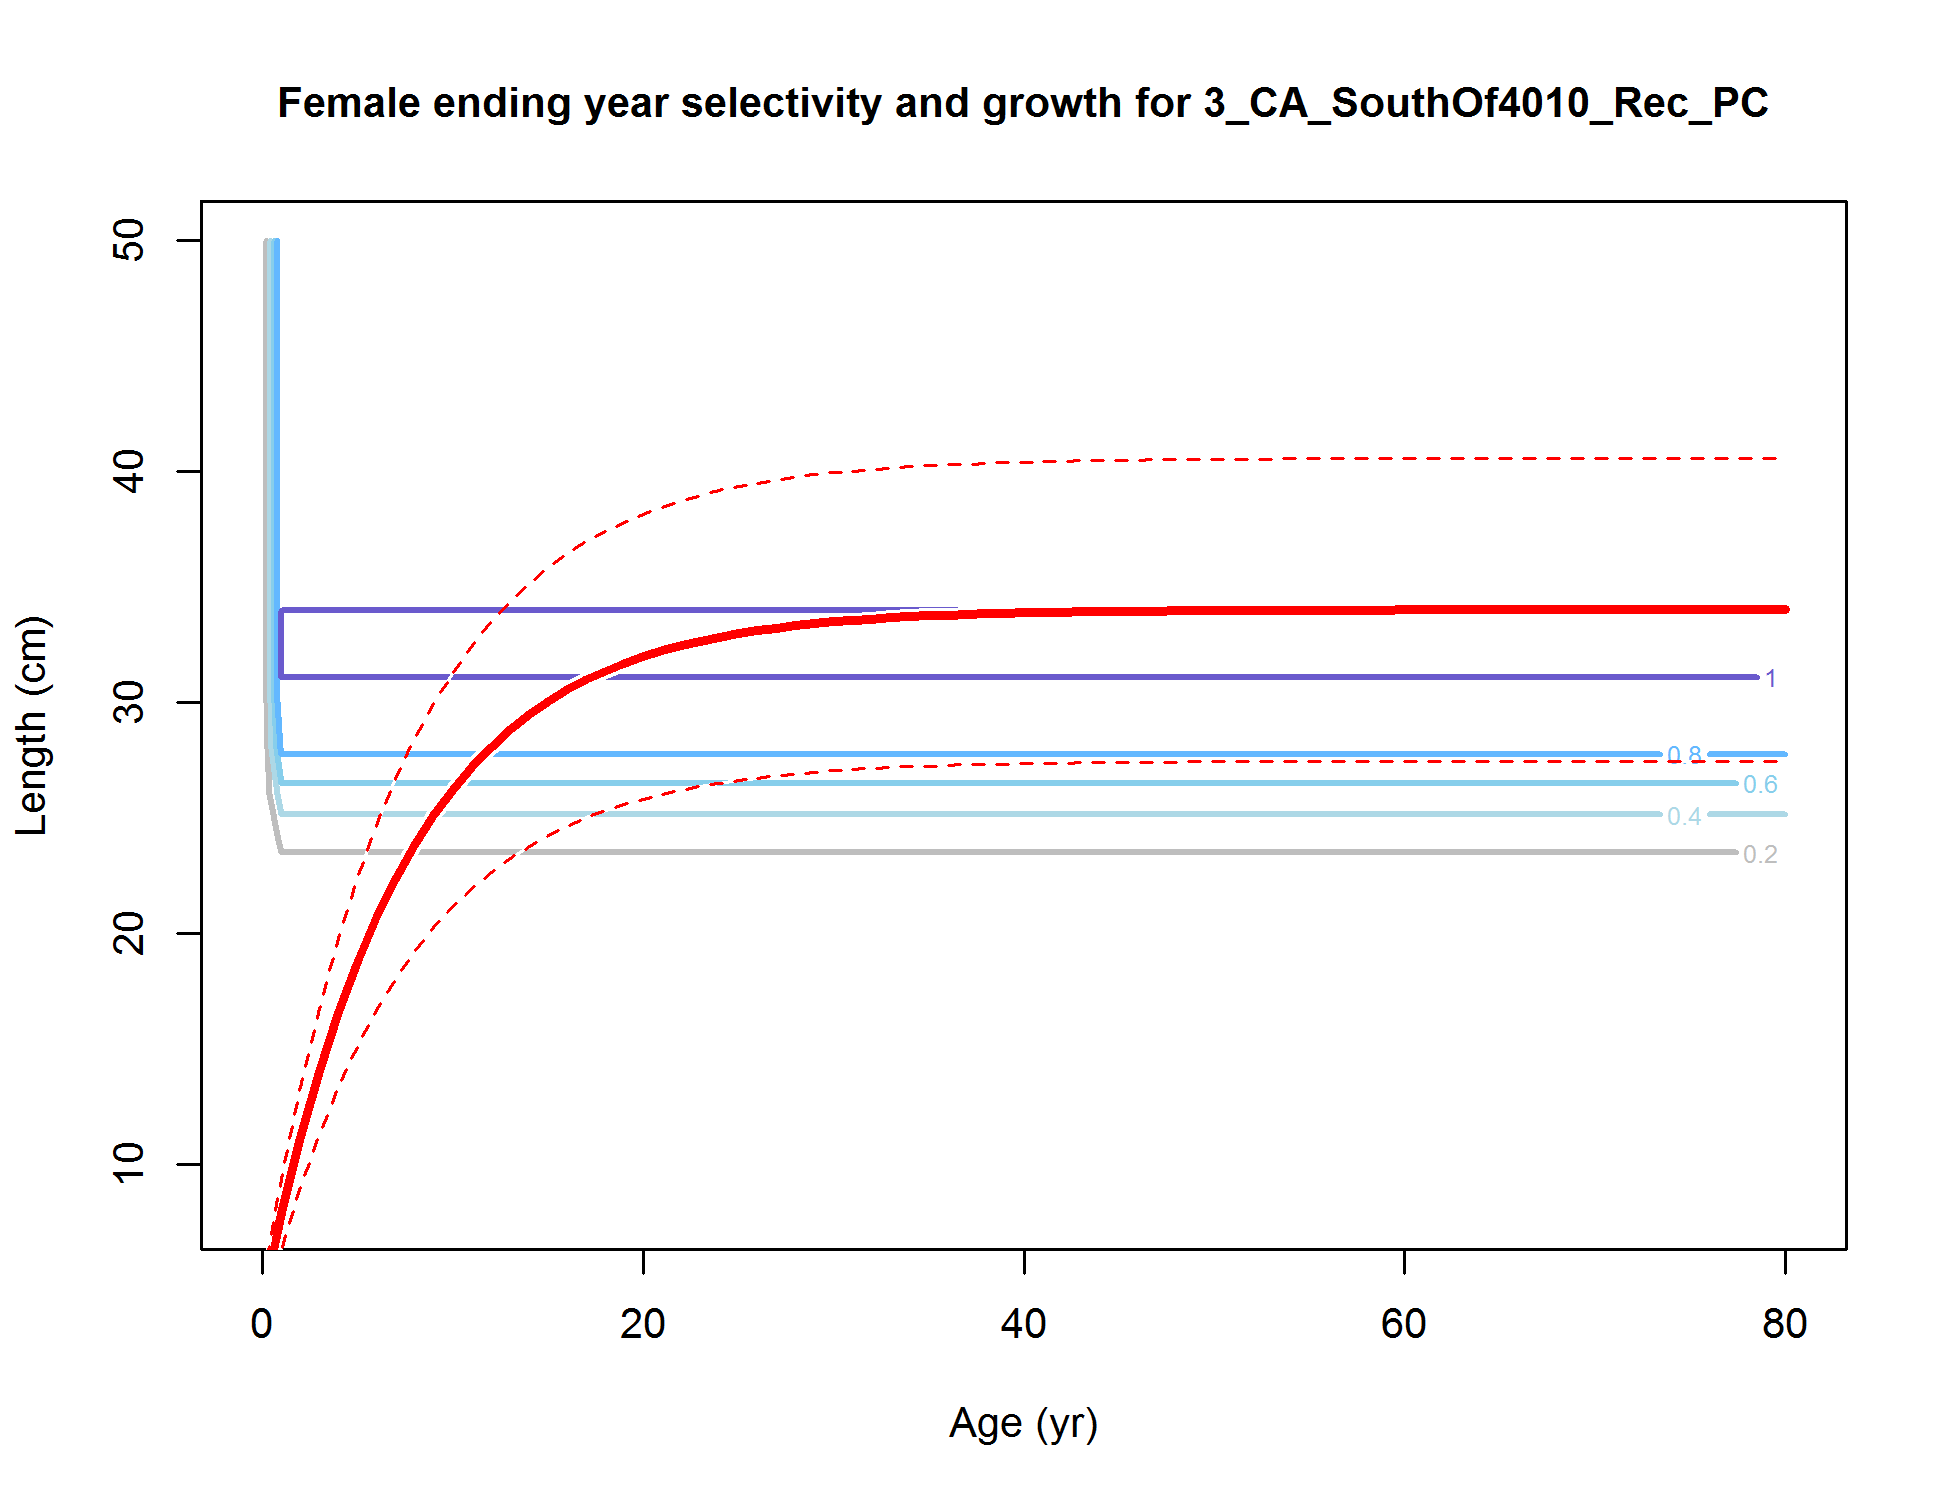 Female ending year selectivity and growth for 3_CA_SouthOf4010_Rec_PC
50
40
30
20
10
Length (cm)
1
0.8
0.6
0.4
0.2
0 20 40 60 80
Age (yr)